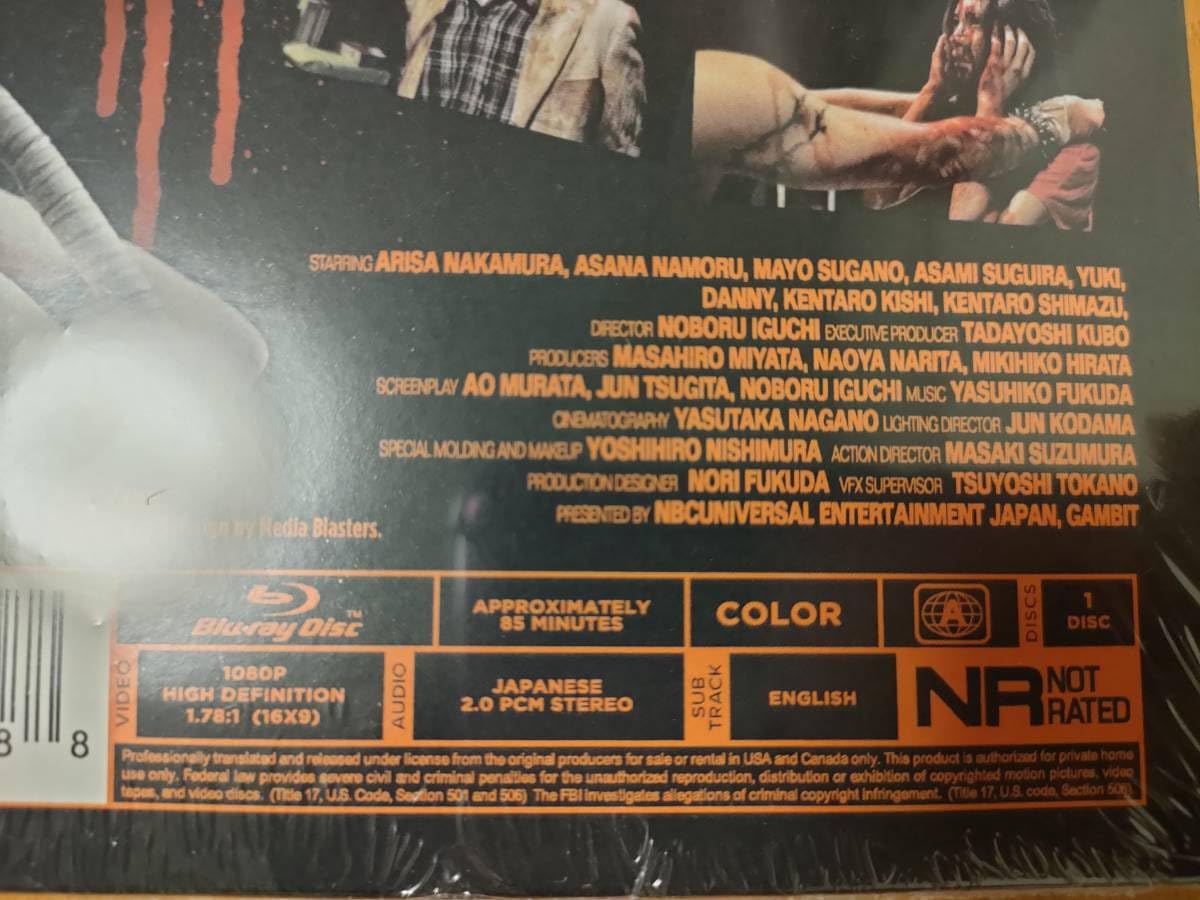 STARRING ARISA NAKAMURA, ASANA NAMORU, MAYO SUGANO, ASAMI SUGUIRA, YUKI,
DANNY, KENTARO KISHI, KENTARO SHIMAZU,
DIRECTOR NOBORU IGUCHI EXECUTIVE PRODUCER TADAYOSHI KUBO
PRODUCERS MASAHIRO MIYATA, NAOYA NARITA, MIKIHIKO HIRATA
SCREENPLAY AO MURATA, JUN TSUGITA, NOBORU IGUCHI MUSIC YASUHIKO FUKUDA
CINEMATOGRAPHY YASUTAKA NAGANO LIGHTING DIRECTOR JUN KODAMA
SPECIAL MOLDING AND MAKEUP YOSHIHIRO NISHIMURA ACTION DIRECTOR MASAKI SUZUMURA
PRODUCTION DESIGNER NORI FUKUDA VFX SUPERVISOR TSUYOSHI TOKANO
PRESENTED BY NBCUNIVERSAL ENTERTAINMENT JAPAN, GAMBIT
by Media Blasters.
Blu-ray Disc™
APPROXIMATELY
85 MINUTES
COLOR
A
DISCS
1
DISC
VIDEO
1080P
HIGH DEFINITION
1.78:1 (16X9)
AUDIO
JAPANESE
2.0 PCM STEREO
SUB
TRACK
ENGLISH
NR NOT
RATED
8 8
Professionally translated and released under license from the original producers for sale or rental in USA and Canada only. This product is authorized for private home
use only. Federal law provides severe civil and criminal penalties for the unauthorized reproduction, distribution or exhibition of copyrighted motion pictures, video
tapes, and video discs. (Title 17, U.S. Code, Section 501 and 506) The FBI investigates allegations of criminal copyright infringement. (Title 17, U.S. code, Section 506)